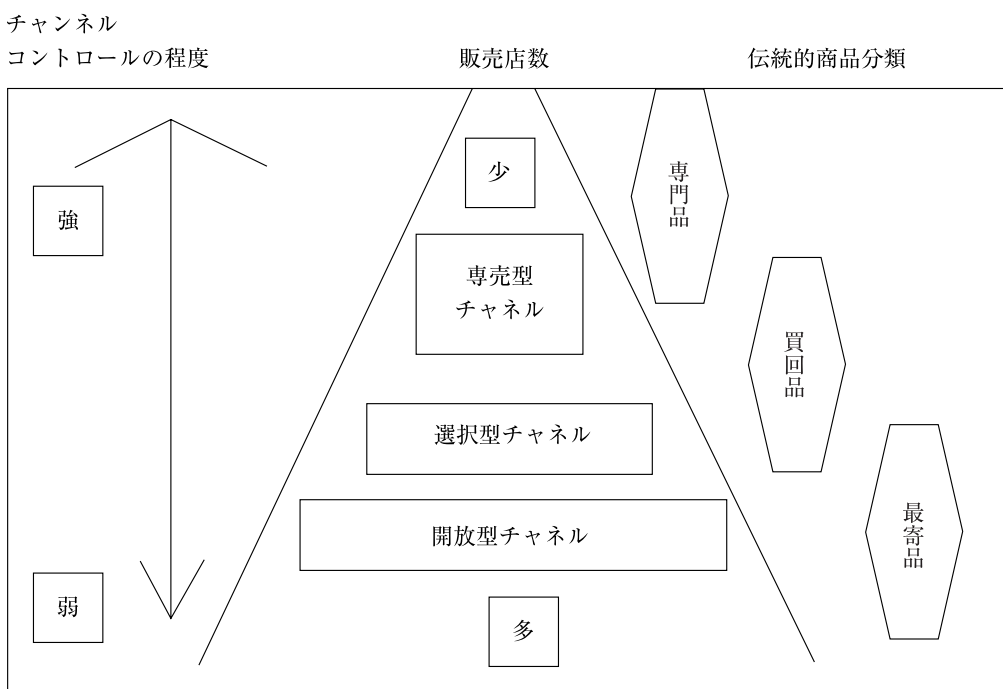 チャンネル
コントロールの程度
販売店数
伝統的商品分類
強
少
専売型
チャネル
選択型チャネル
開放型チャネル
弱
多
専門品
買回品
最寄品